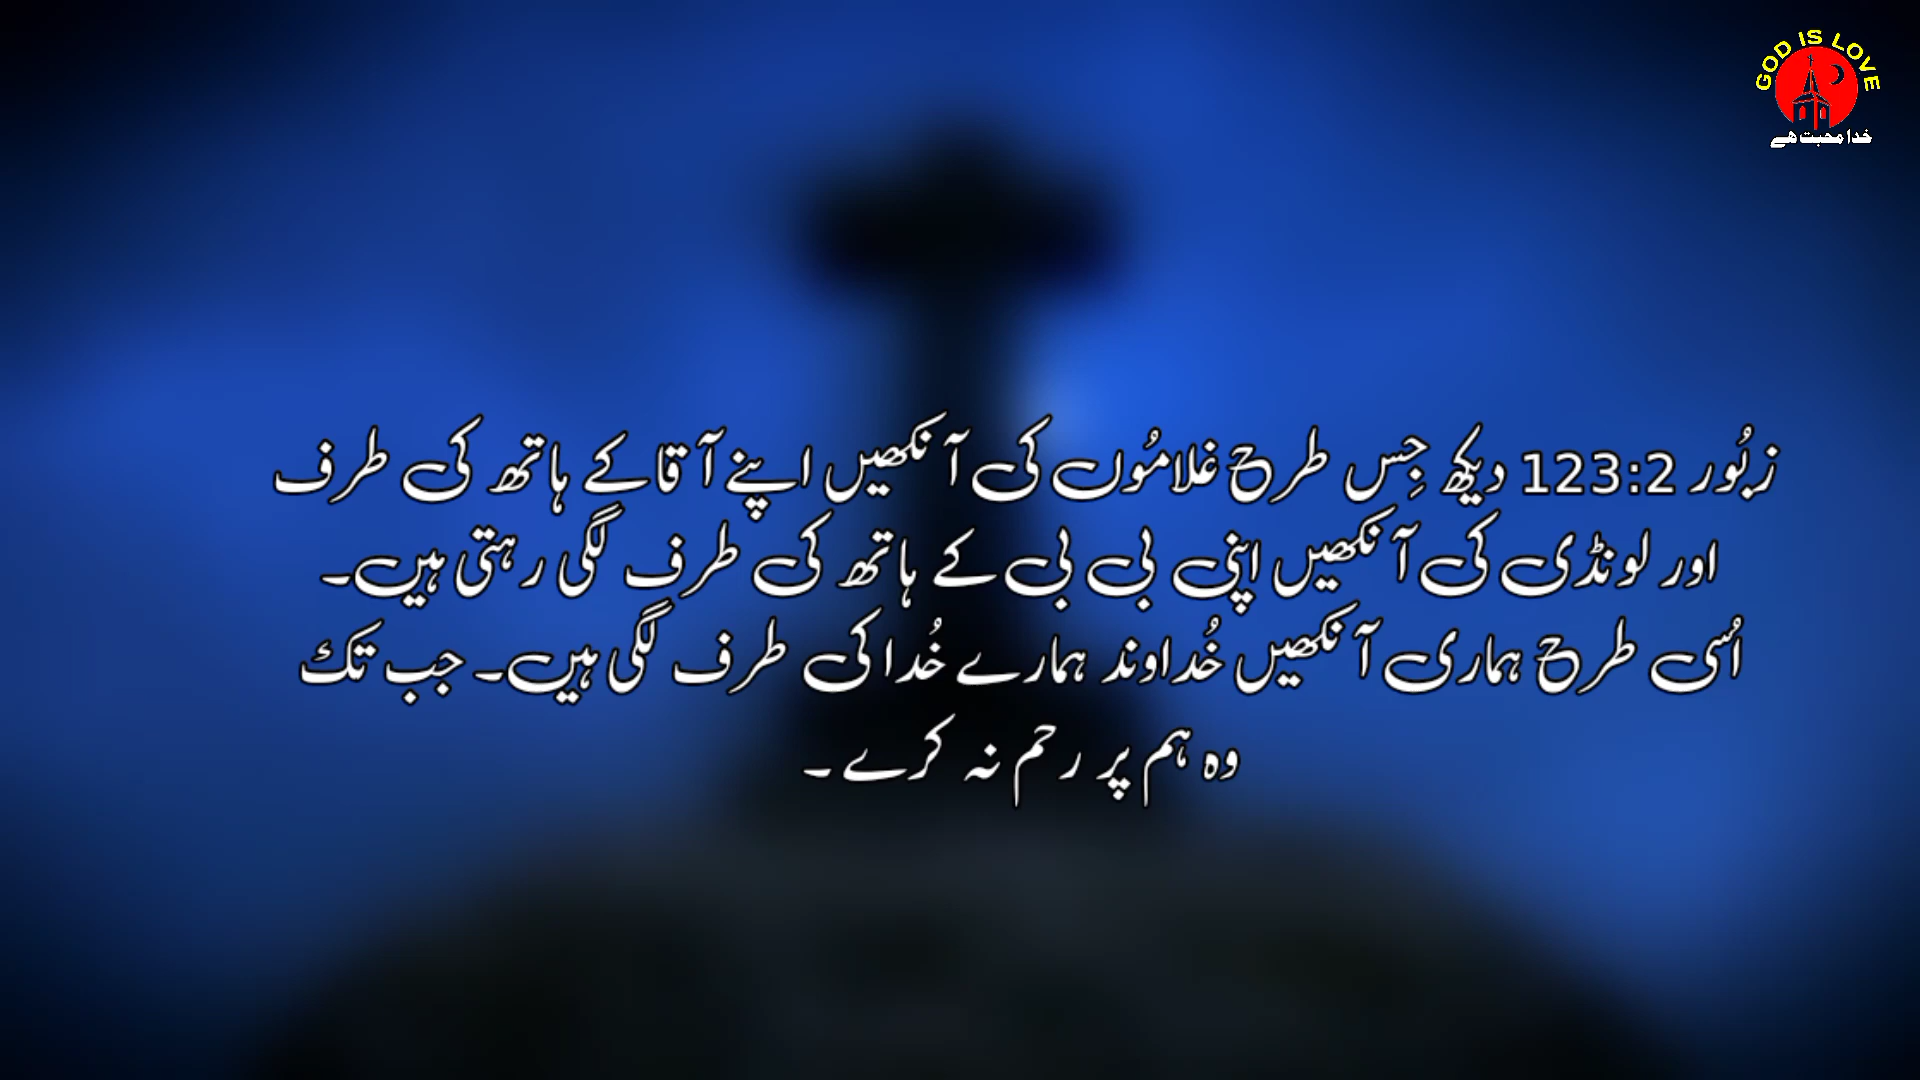 GOD IS LOVE
خدا محبت ھے
زبُور 123:2 دیکھ جِس طرح غلامُوں کی آنکھیں اپنے آقا کے ہاتھ کی طرف
اور لونڈی کی آنکھیں اپنی بی بی کے ہاتھ کی طرف لگی رہتی ہیں۔
اُسی طرح ہماری آنکھیں خُداوند ہمارے خُدا کی طرف لگی ہیں۔ جب تک
وہ ہم پر رحم نہ کرے ۔